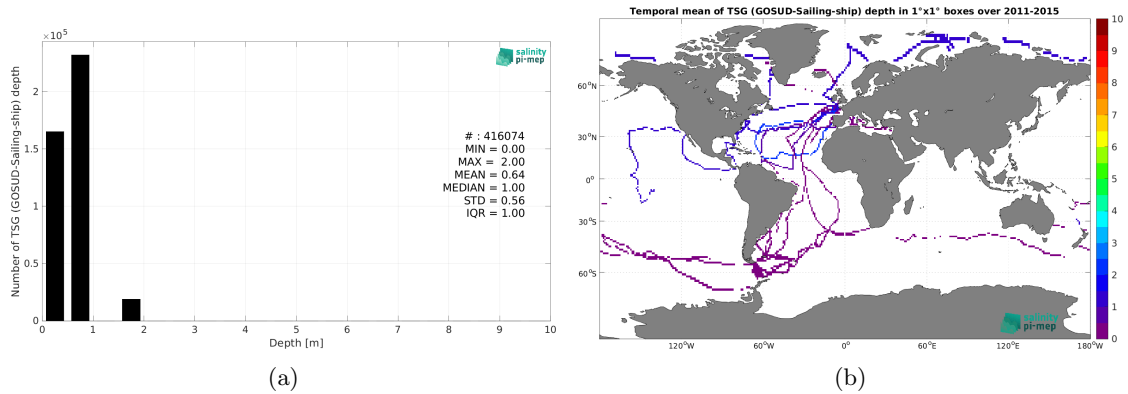 ×10⁵
2
1.5
1
0.5
0
Number of TSG (GOSUD-Sailing-ship) depth
salinity
pi-mep
# : 416074
MIN = 0.00
MAX = 2.00
MEAN = 0.64
MEDIAN = 1.00
STD = 0.56
IQR = 1.00
0 1 2 3 4 5 6 7 8 9 10
Depth [m]
(a)
Temporal mean of TSG (GOSUD-Sailing-ship) depth in 1°x1° boxes over 2011-2015
60°N
30°N
0°
30°S
60°S
120°W 60°W 0° 60°E 120°E 180°W
salinity
pi-mep
10
9
8
7
6
5
4
3
2
1
0
(b)